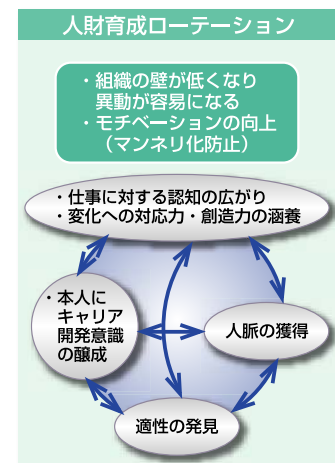 人財育成ローテーション
・組織の壁が低くなり
異動が容易になる
・モチベーションの向上
（マンネリ化防止）
・仕事に対する認知の広がり
・変化への対応力・創造力の涵養
・本人に
キャリア
開発意識
の醸成
人脈の獲得
適性の発見